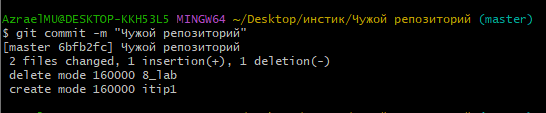 AzraelMU@DESKTOP-KKH53L5 MINGW64 ~/Desktop/инстик/Чужой репозиторий (master)
$ git commit -m "Чужой репозиторий"
[master 6bfb2fc] Чужой репозиторий
 2 files changed, 1 insertion(+), 1 deletion(-)
 delete mode 160000 8_lab
 create mode 160000 itip1